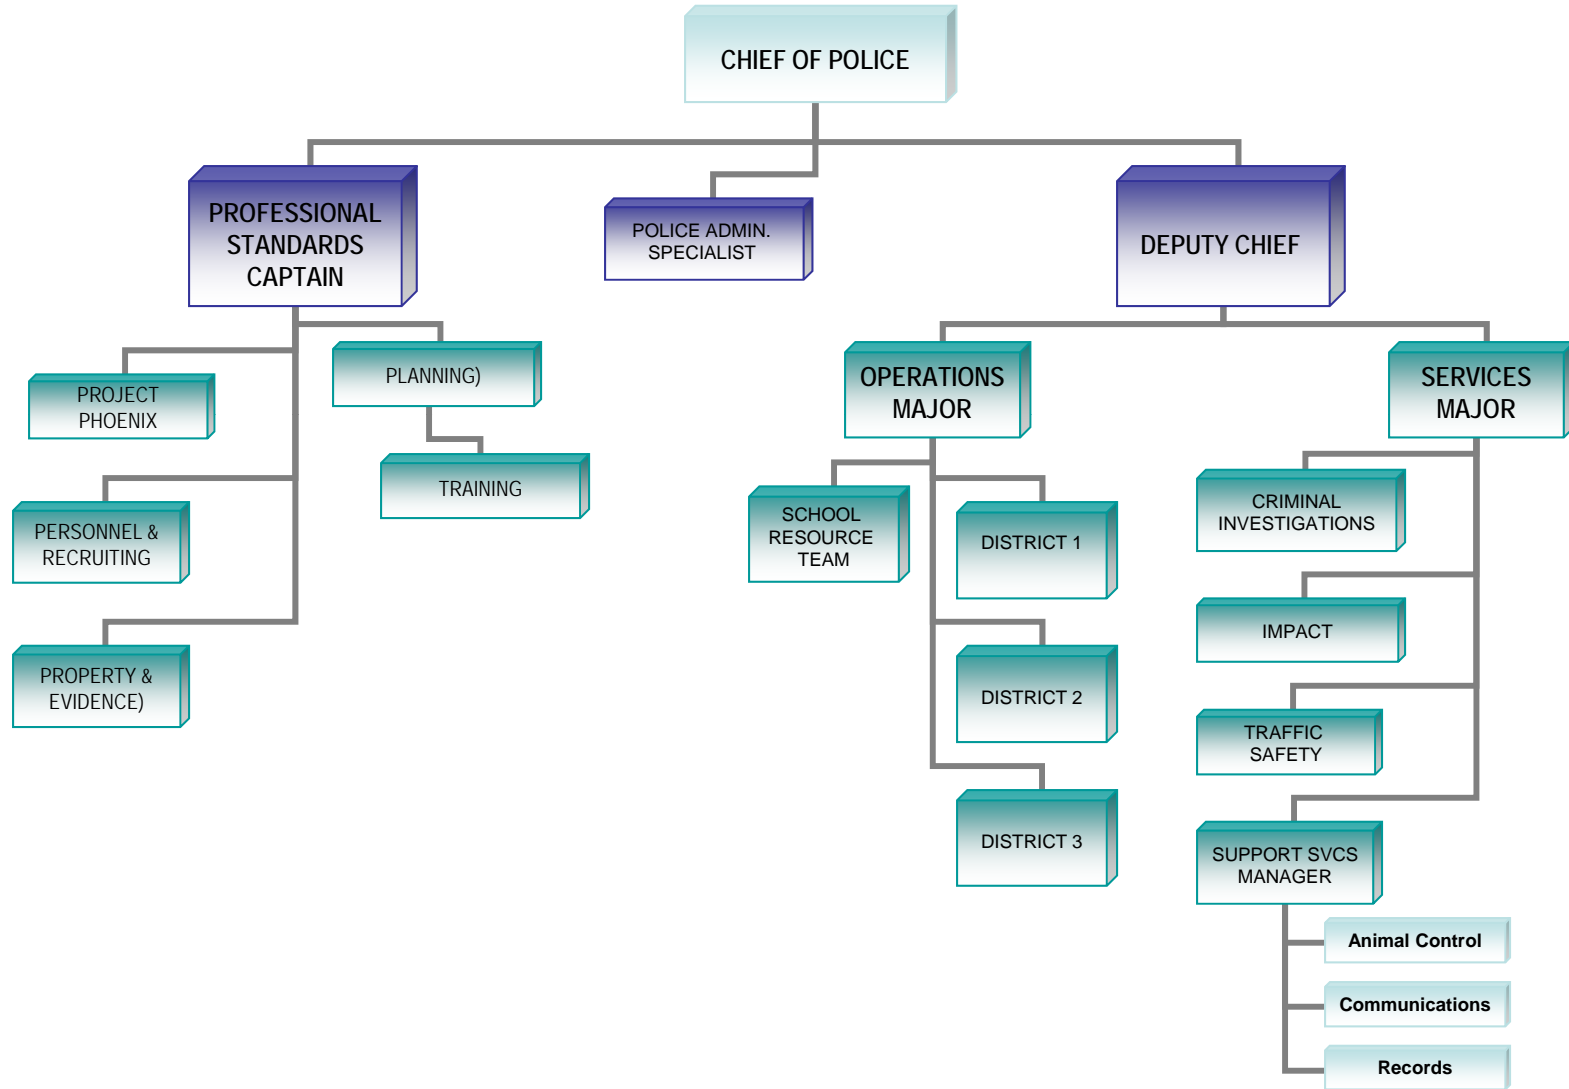 CHIEF OF POLICE
PROFESSIONAL
STANDARDS
CAPTAIN
POLICE ADMIN.
SPECIALIST
DEPUTY CHIEF
PROJECT
PHOENIX
PLANNING)
TRAINING
PERSONNEL &
RECRUITING
PROPERTY &
EVIDENCE)
OPERATIONS
MAJOR
SCHOOL
RESOURCE
TEAM
DISTRICT 1
DISTRICT 2
DISTRICT 3
SERVICES
MAJOR
CRIMINAL
INVESTIGATIONS
IMPACT
TRAFFIC
SAFETY
SUPPORT SVCS
MANAGER
Animal Control
Communications
Records